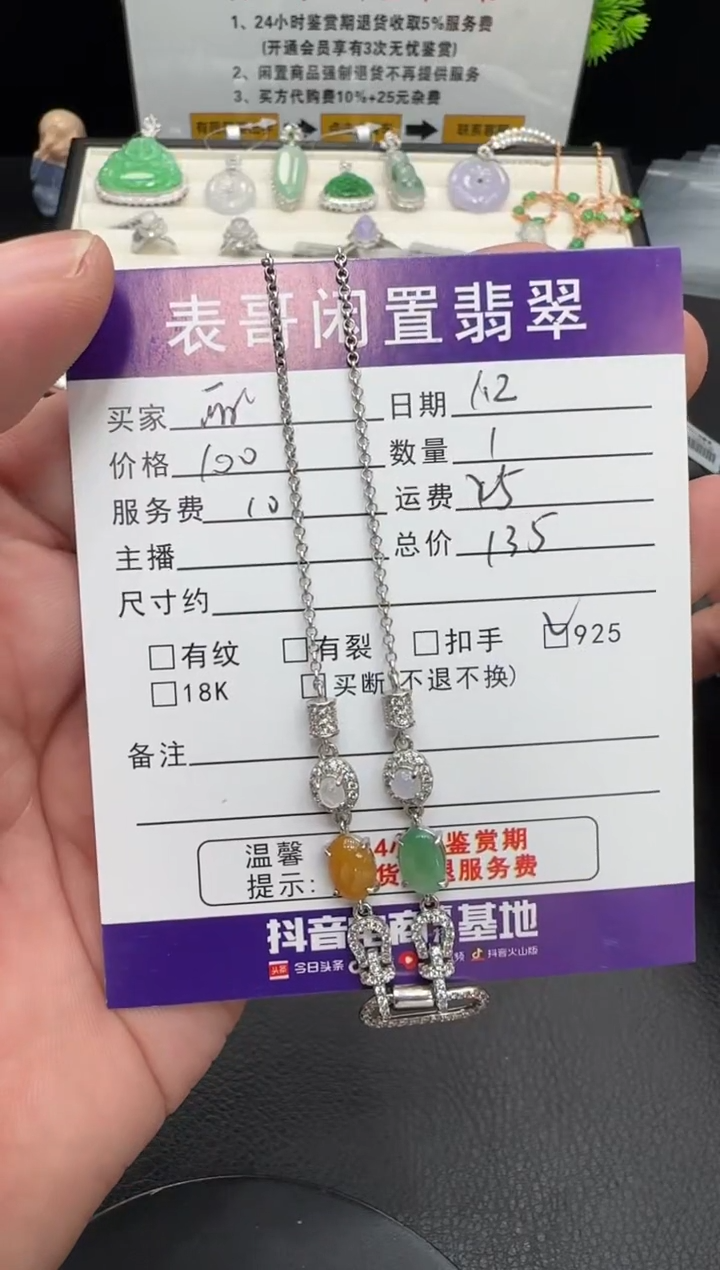 1、24小时鉴赏期退货收取5%服务费
(开通会员享有3次无忧鉴赏)
2、闲置商品强制退货不再提供服务
3、买方代购费10%+25元杂费
表哥闲置翡翠
买家 日期 1.2
价格 100 数量 1
服务费 10 运费 25
主播 总价 135
尺寸约
□有纹 □有裂 □扣手 ☑925
□18K □买断(不退不换)
备注
温馨 鉴赏期
提示: 服务费
抖音 基地
头条 今日头条 频 抖音火山版